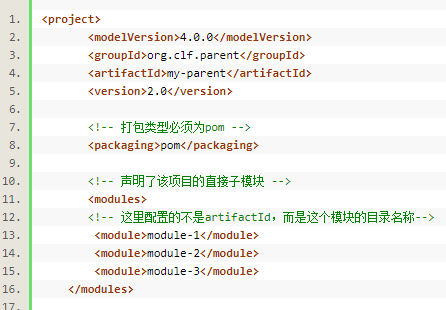 1. <project>
2. <modelVersion>4.0.0</modelVersion>
3. <groupId>org.clf.parent</groupId>
4. <artifactId>my-parent</artifactId>
5. <version>2.0</version>
6.
7. <!-- 打包类型必须为pom -->
8. <packaging>pom</packaging>
9.
10. <!-- 声明了该项目的直接子模块 -->
11. <modules>
12. <!-- 这里配置的不是artifactId，而是这个模块的目录名称-->
13. <module>module-1</module>
14. <module>module-2</module>
15. <module>module-3</module>
16. </modules>
17.